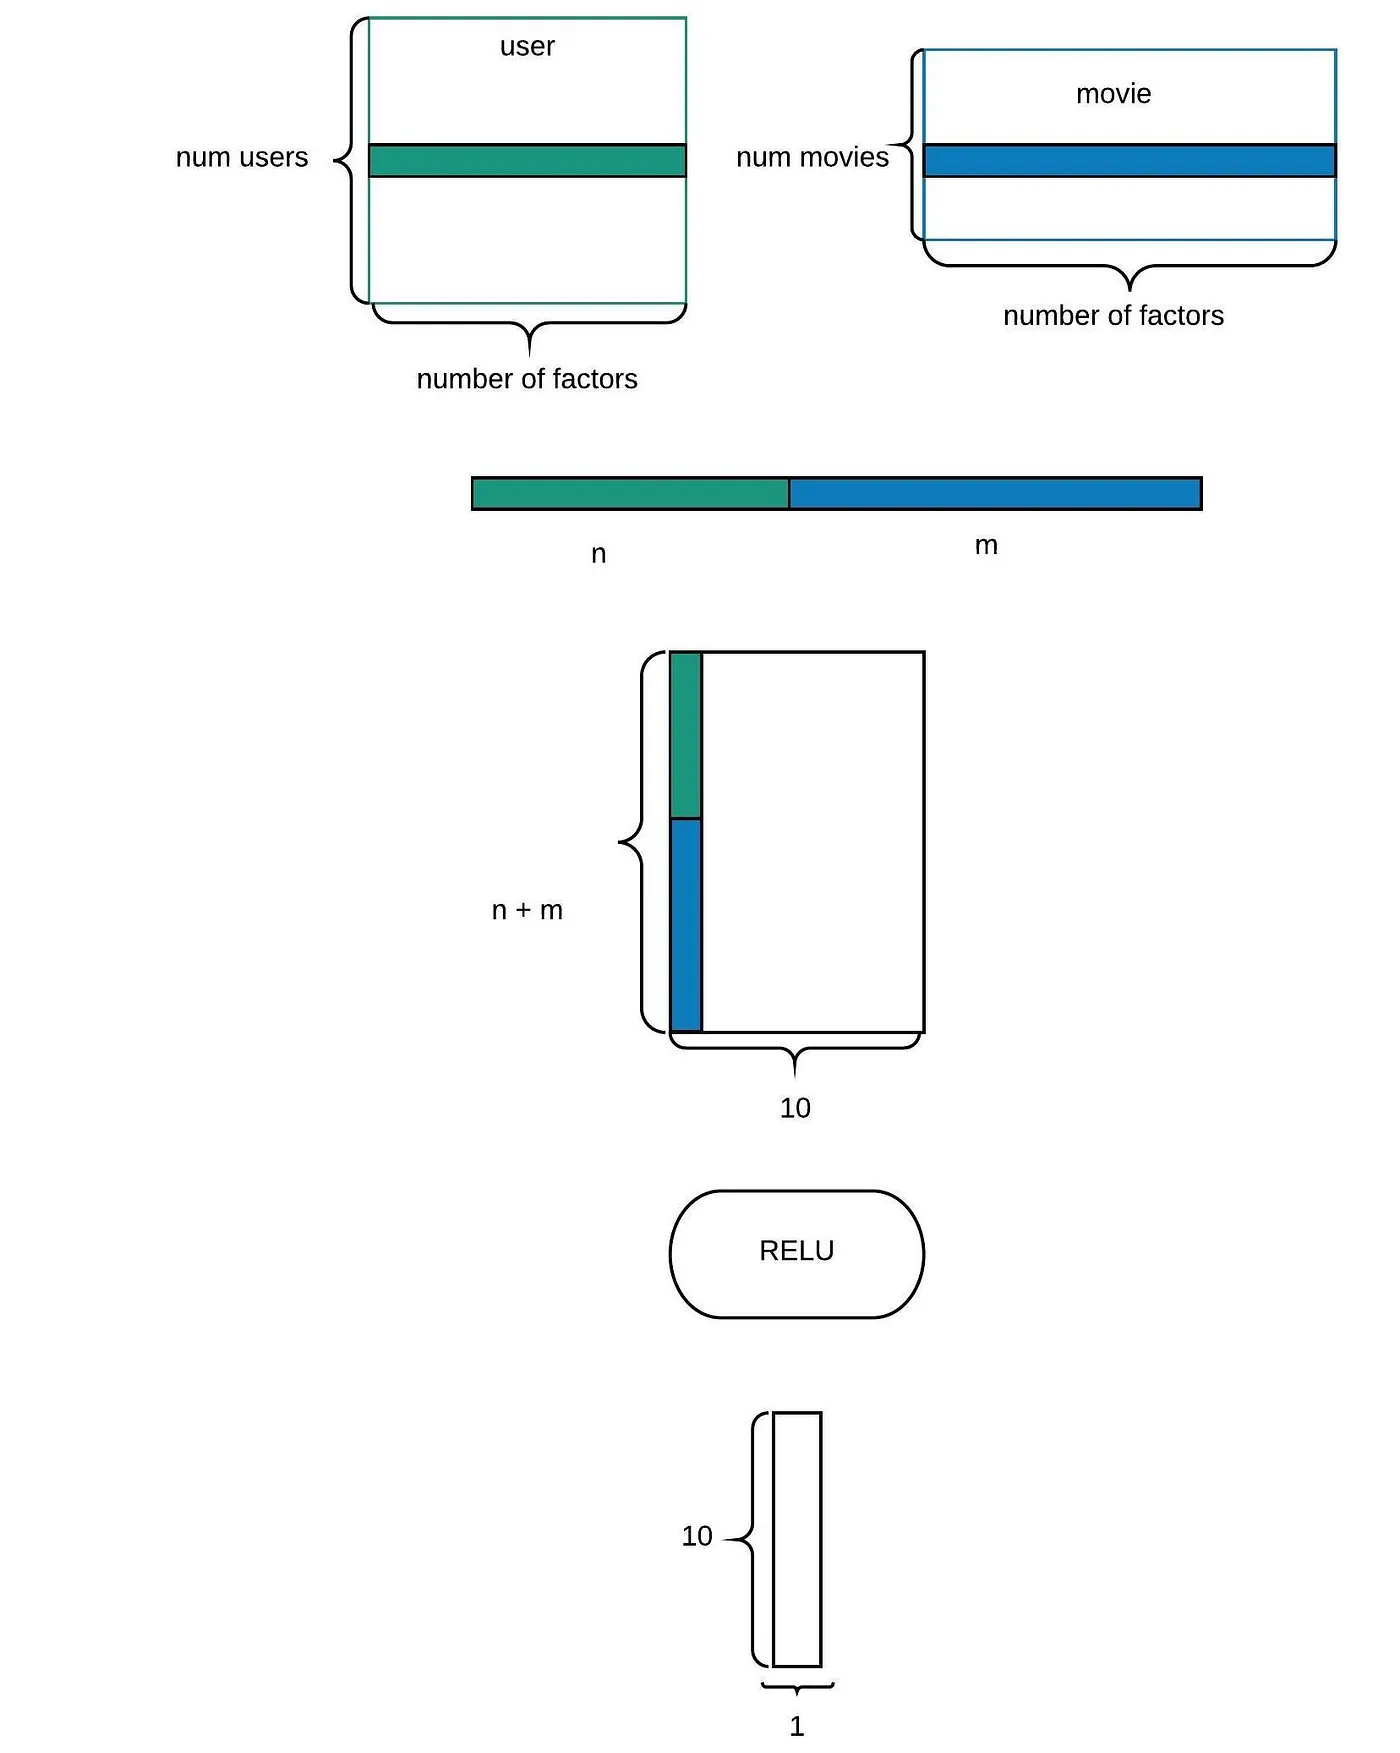 user
movie
num users
num movies
number of factors
number of factors
n
m
n + m
10
RELU
10
1